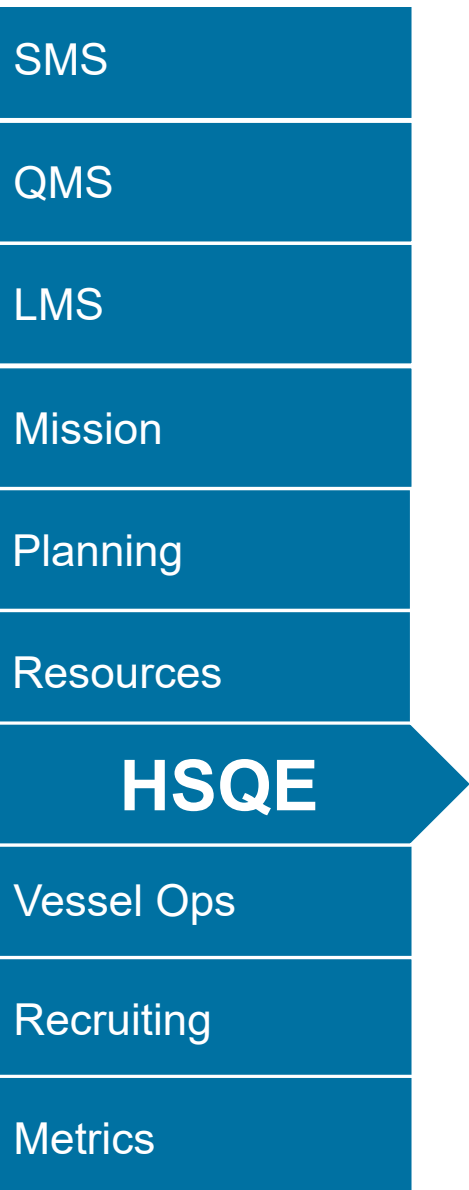 SMS
QMS
LMS
Mission
Planning
Resources
HSQE
Vessel Ops
Recruiting
Metrics